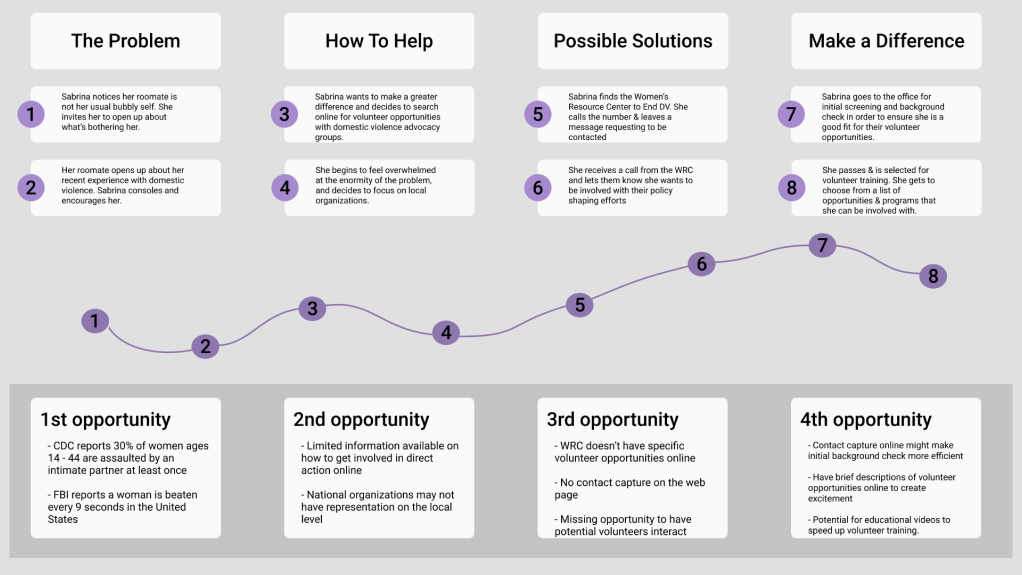 The Problem
How To Help
Possible Solutions
Make a Difference
1
Sabrina notices her roomate is
not her usual bubbly self. She
invites her to open up about
what's bothering her.
2
Her roomate opens up about her
recent experience with domestic
violence. Sabrina consoles and
encourages her.
3
Sabrina wants to make a greater
difference and decides to search
online for volunteer opportunities
with domestic violence advocacy
groups.
4
She begins to feel overwhelmed
at the enormity of the problem,
and decides to focus on local
organizations.
5
Sabrina finds the Women's
Resource Center to End DV. She
calls the number & leaves a
message requesting to be
contacted
6
She receives a call from the WRC
and lets them know she wants to
be involved with their policy
shaping efforts
7
Sabrina goes to the office for
initial screening and background
check in order to ensure she is a
good fit for their volunteer
opportunities.
8
She passes & is selected for
volunteer training. She gets to
choose from a list of
opportunities & programs that
she can be involved with.
1
2
3
4
5
6
7
8
1st opportunity
- CDC reports 30% of women ages
14 - 44 are assaulted by an
intimate partner at least once
- FBI reports a woman is beaten
every 9 seconds in the United
States
2nd opportunity
- Limited information available on
how to get involved in direct
action online
- National organizations may not
have representation on the local
level
3rd opportunity
- WRC doesn't have specific
volunteer opportunities online
- No contact capture on the web
page
- Missing opportunity to have
potential volunteers interact
4th opportunity
- Contact capture online might make
initial background check more efficient
- Have brief descriptions of volunteer
opportunities online to create
excitement
- Potential for educational videos to
speed up volunteer training.